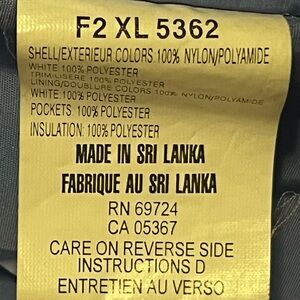 F2 XL 5362
SHELL/EXTERIEUR COLORS 100% NYLON/POLYAMIDE
WHITE 100% POLYESTER
TRIM/LISERE 100% POLYESTER
LINING/DOUBLURE COLORS 100% NYLON/POLYAMIDE
WHITE 100% POLYESTER
POCKETS 100% POLYESTER
INSULATION: 100% POLYESTER
MADE IN SRI LANKA
FABRIQUE AU SRI LANKA
RN 69724
CA 05367
CARE ON REVERSE SIDE
INSTRUCTIONS D
ENTRETIEN AU VERSO